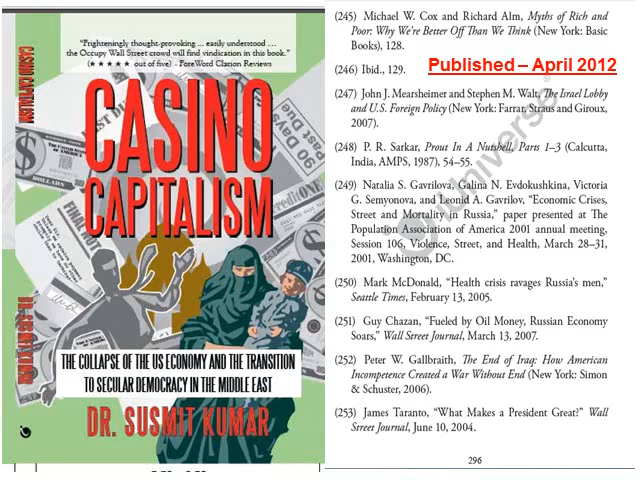 CASINO CAPITALISM
"Frighteningly thought-provoking ... easily understood ...
the Occupy Wall Street crowd will find vindication in this book."
(★★★★★ out of five) - ForeWord Clarion Reviews
CASINO
CAPITALISM
90 Days
Past Due
DOLLARS
FINAL NOT
THE COLLAPSE OF THE US ECONOMY AND THE TRANSITION
TO SECULAR DEMOCRACY IN THE MIDDLE EAST
DR. SUSMIT KUMAR
(245) Michael W. Cox and Richard Alm, Myths of Rich and
Poor: Why We're Better Off Than We Think (New York: Basic
Books), 128.
(246) Ibid., 129.
Published – April 2012
(247) John J. Mearsheimer and Stephen M. Walt, The Israel Lobby
and U.S. Foreign Policy (New York: Farrar, Straus and Giroux,
2007).
(248) P. R. Sarkar, Prout In A Nutshell, Parts 1–3 (Calcutta,
India, AMPS, 1987), 54–55.
(249) Natalia S. Gavrilova, Galina N. Evdokushkina, Victoria
G. Semyonova, and Leonid A. Gavrilov, "Economic Crises,
Street and Mortality in Russia," paper presented at The
Population Association of America 2001 annual meeting,
Session 106, Violence, Street, and Health, March 28–31,
2001, Washington, DC.
(250) Mark McDonald, "Health crisis ravages Russia's men,"
Seattle Times, February 13, 2005.
(251) Guy Chazan, "Fueled by Oil Money, Russian Economy
Soars," Wall Street Journal, March 13, 2007.
(252) Peter W. Gallbraith, The End of Iraq: How American
Incompetence Created a War Without End (New York: Simon
& Schuster, 2006).
(253) James Taranto, "What Makes a President Great?" Wall
Street Journal, June 10, 2004.
296
iUniverse